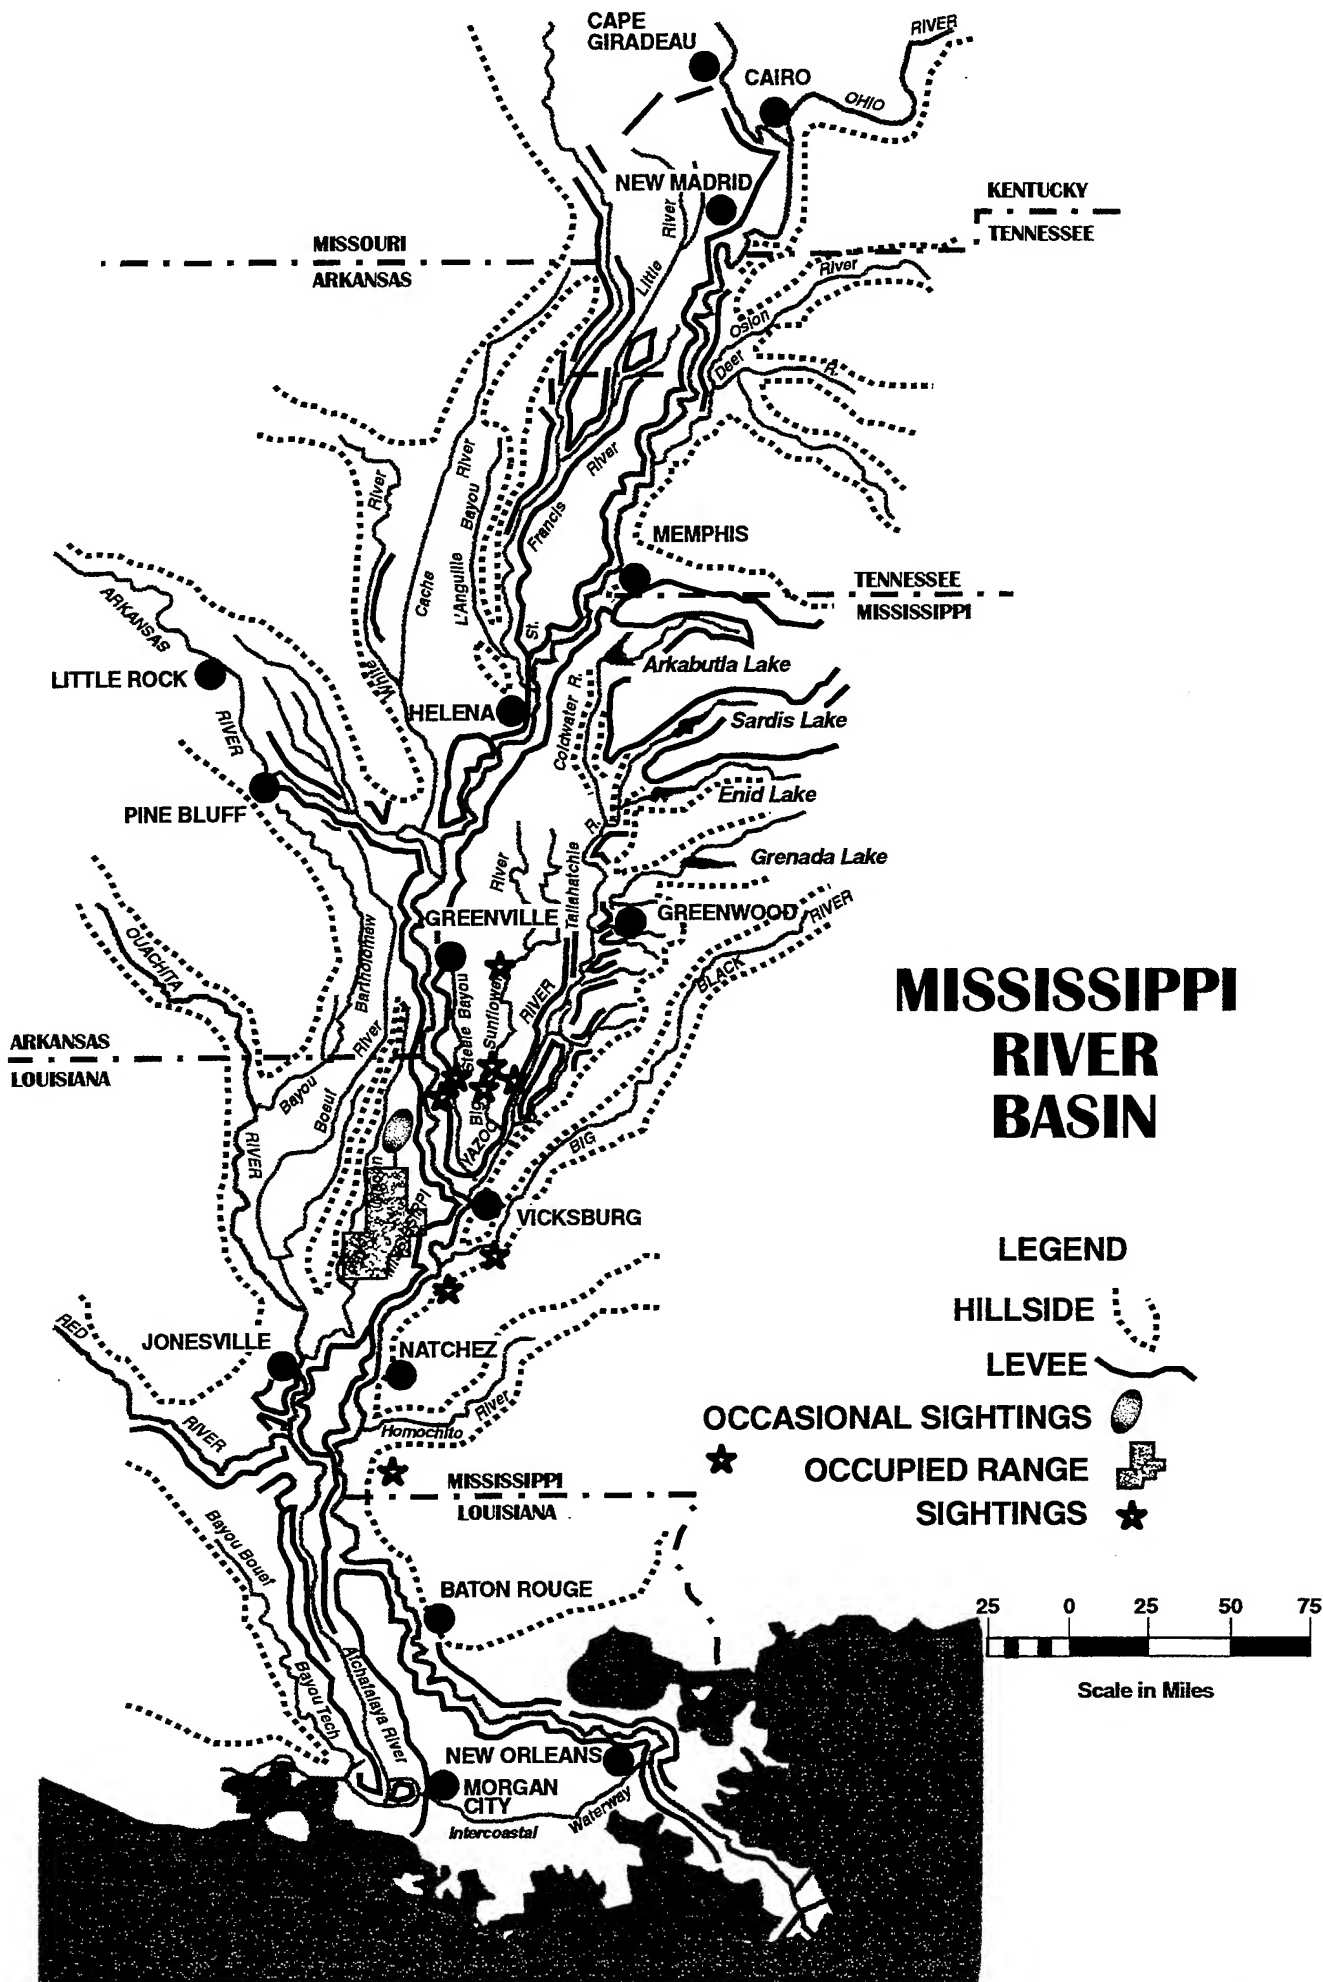 CAPE
GIRADEAU
RIVER
CAIRO
OHIO
NEW MADRID
River
KENTUCKY
TENNESSEE
MISSOURI
ARKANSAS
Little
River
Osion
Deer
R.
River
River
River
Bayou
Francis
MEMPHIS
Cache
L'Anguille
TENNESSEE
MISSISSIPPI
ARKANSAS
St.
Arkabutla Lake
LITTLE ROCK
White
HELENA
Coldwater R.
Sardis Lake
RIVER
Enid Lake
PINE BLUFF
R.
River
Tallahatchie
Grenada Lake
GREENVILLE
GREENWOOD
RIVER
OUACHITA
Bartholomew
BLACK
MISSISSIPPI
RIVER
BASIN
Steele Bayou
Sunflower
RIVER
River
ARKANSAS
LOUISIANA
Bayou
Boeuf
BIG
RIVER
YAZOO
BIG
VICKSBURG
LEGEND
HILLSIDE
RED
JONESVILLE
NATCHEZ
LEVEE
River
Homochito
RIVER
OCCASIONAL SIGHTINGS
OCCUPIED RANGE
MISSISSIPPI
LOUISIANA
SIGHTINGS
Bayou Bouef
BATON ROUGE
25 0 25 50 75
Scale in Miles
Atchafalaya River
Bayou Tech
NEW ORLEANS
MORGAN
CITY
Intercoastal
Waterway